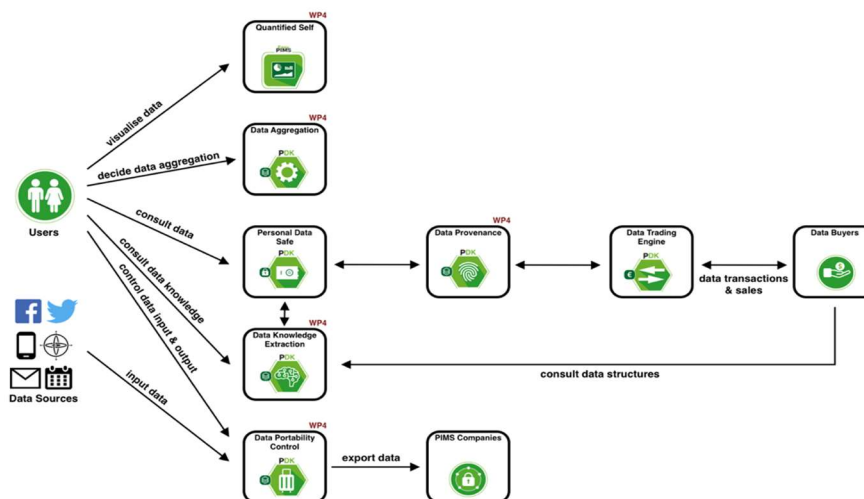 WP4
Quantified Self
PIMS
visualise data
WP4
Data Aggregation
PDK
decide data aggregation
Users
consult data
consult data knowledge
control data input & output
Personal Data
Safe
PDK
WP4
Data Provenance
PDK
Data Trading
Engine
PDK
Data Buyers
data transactions
& sales
WP4
Data Knowledge
Extraction
PDK
consult data structures
Data Sources
input data
WP4
Data Portability
Control
PDK
export data
PIMS Companies